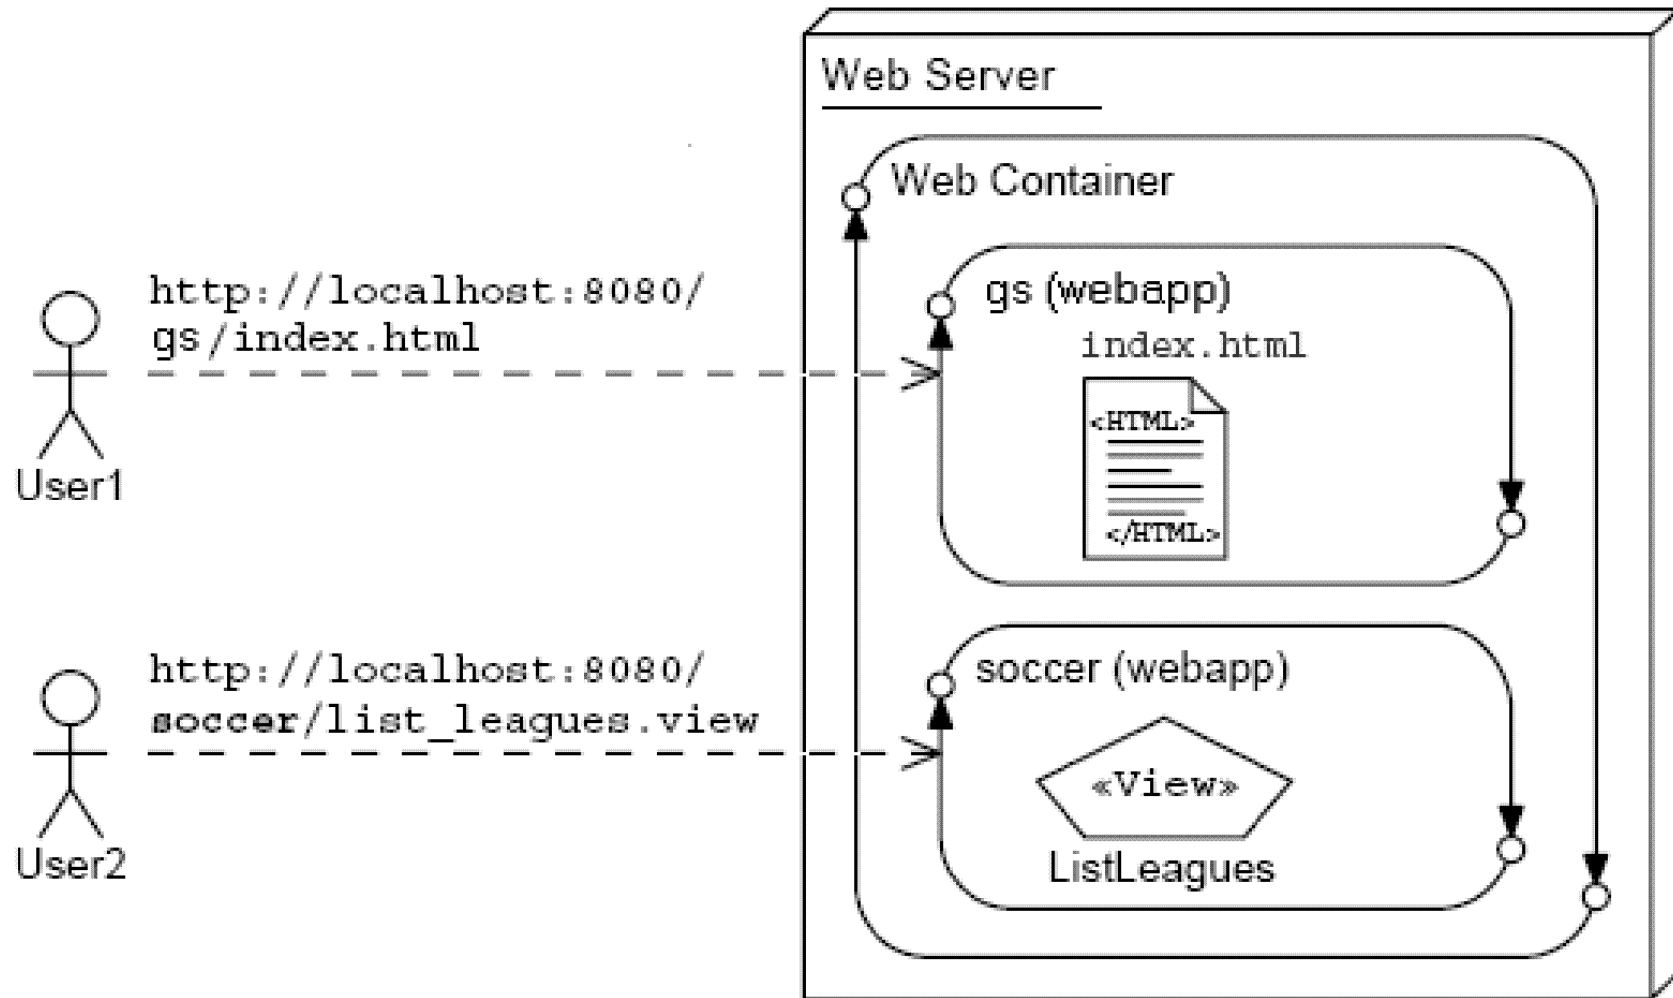 Web Server
Web Container
http://localhost:8080/
gs/index.html
User1
gs (webapp)
index.html
<HTML>
</HTML>
http://localhost:8080/
soccer/list_leagues.view
User2
soccer (webapp)
«View»
ListLeagues